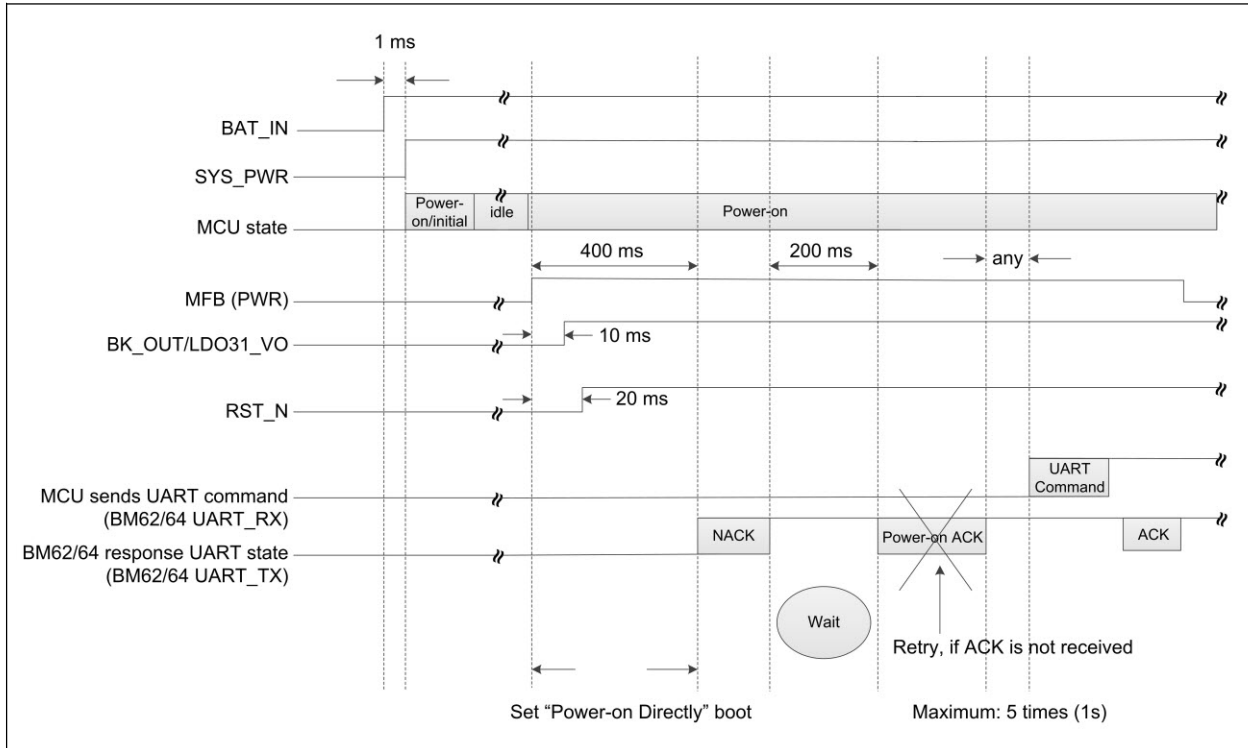 1 ms
BAT_IN
SYS_PWR
Power-
on/initial
idle
Power-on
MCU state
400 ms
200 ms
any
MFB (PWR)
10 ms
BK_OUT/LDO31_VO
20 ms
RST_N
UART
Command
MCU sends UART command
(BM62/64 UART_RX)
NACK
Power-on ACK
ACK
BM62/64 response UART state
(BM62/64 UART_TX)
Wait
Retry, if ACK is not received
Set “Power-on Directly” boot
Maximum: 5 times (1s)